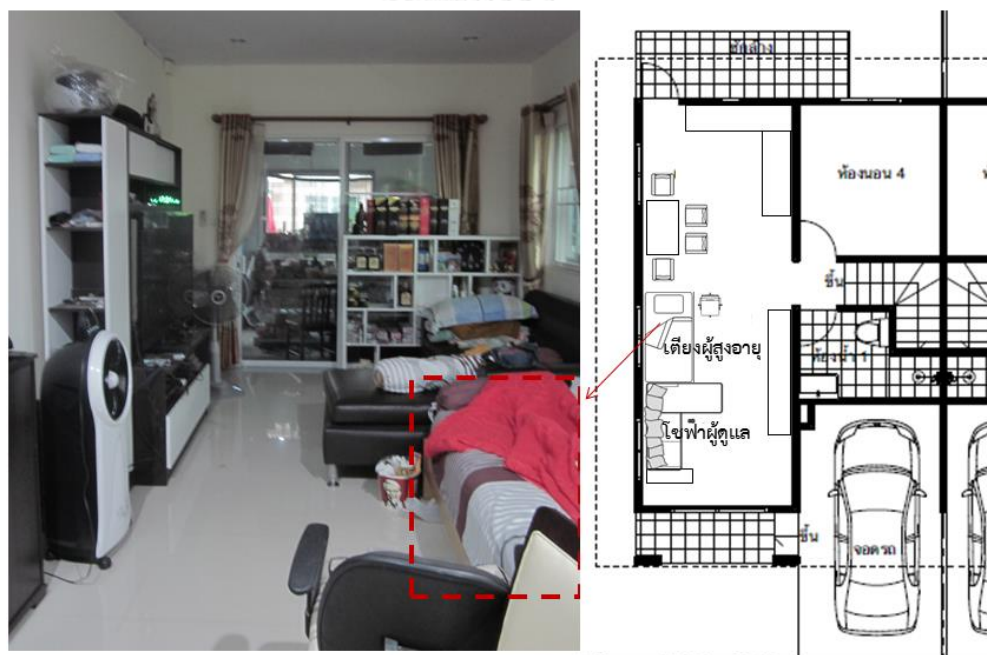 ซักล้าง
ห้องนอน 4
ขึ้น
เตียงผู้สูงอายุ
ห้องน้ำ 1
โซฟาผู้ดูแล
ขึ้น
จอดรถ